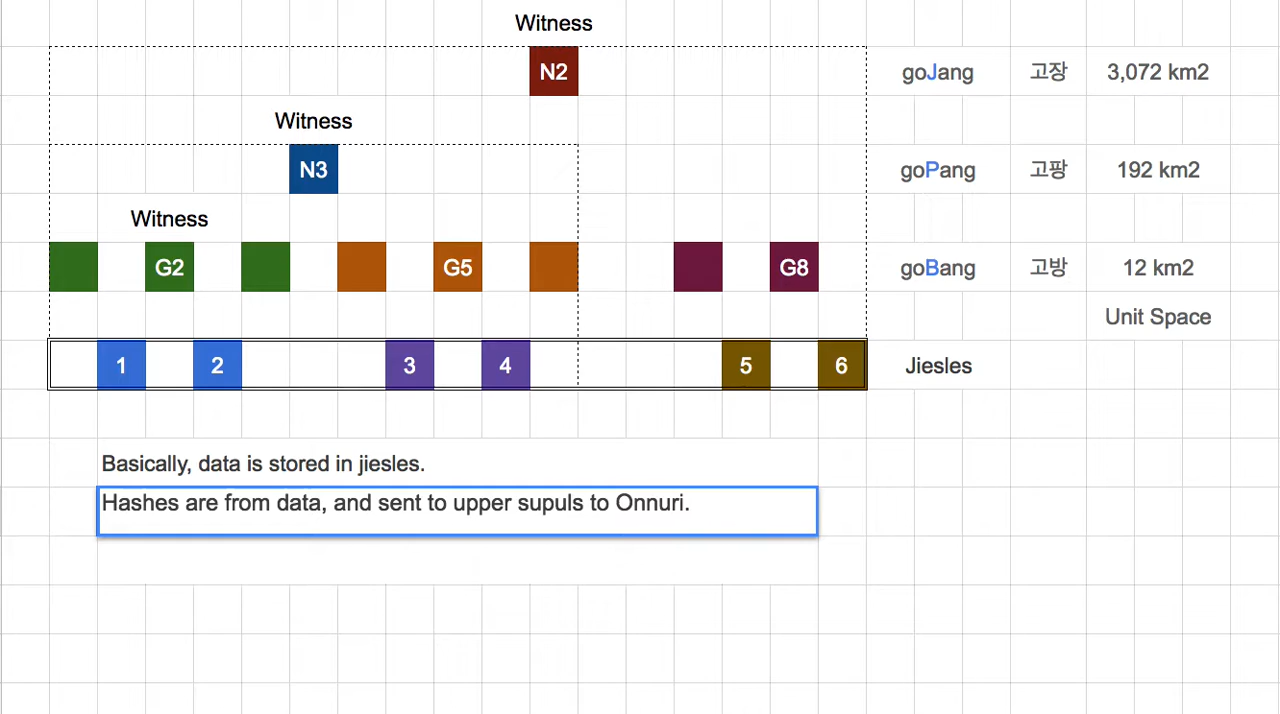 Witness
N2 goJang 고장 3,072 km2
Witness
N3 goPang 고팡 192 km2
Witness
G2 G5 G8 goBang 고방 12 km2
Unit Space
1 2 3 4 5 6 Jiesles
Basically, data is stored in jiesles.
Hashes are from data, and sent to upper supuls to Onnuri.